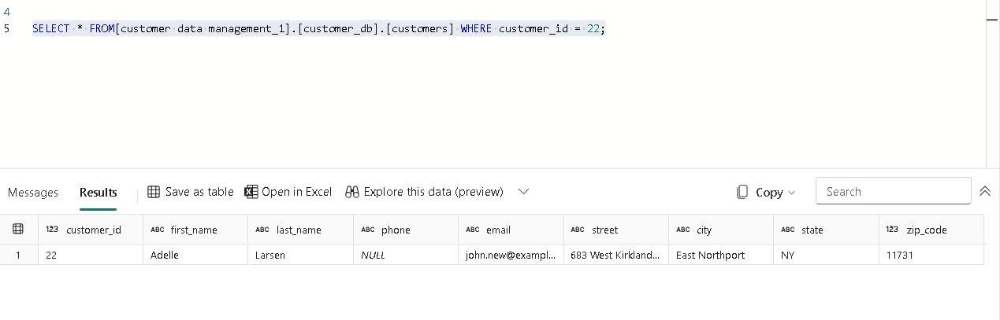 4
5 SELECT * FROM[customer data management_1].[customer_db].[customers] WHERE customer_id = 22;
Messages Results Save as table Open in Excel Explore this data (preview) Copy Search
123 customer_id ABC first_name ABC last_name ABC phone ABC email ABC street ABC city ABC state 123 zip_code
1 22 Adelle Larsen NULL john.new@exampl... 683 West Kirkland... East Northport NY 11731